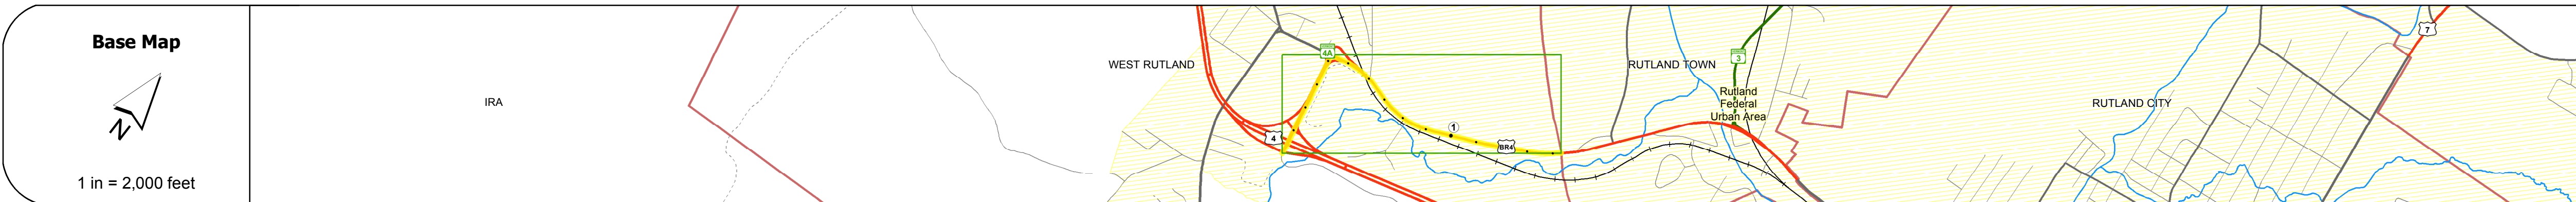 Base Map
N
1 in = 2,000 feet
IRA
WEST RUTLAND
4A
4
1
BR4
RUTLAND TOWN
3
Rutland
Federal
Urban Area
RUTLAND CITY
7